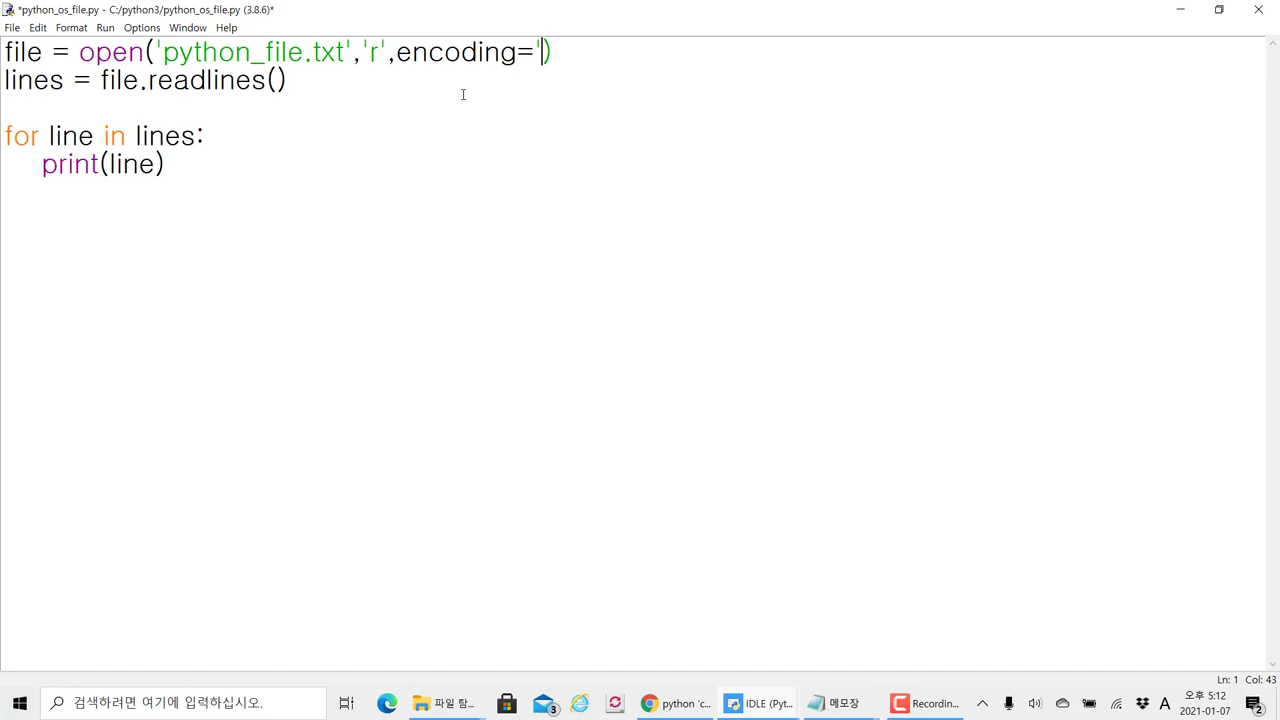 *python_os_file.py - C:/python3/python_os_file.py (3.8.6)*
File Edit Format Run Options Window Help
file = open('python_file.txt','r',encoding=')
lines = file.readlines()
for line in lines:
print(line)
Ln: 1 Col: 43
검색하려면 여기에 입력하십시오.
파일 탐...
3
python 'c...
IDLE (Pyt...
메모장
Recordin...
A
오후 5:12
2021-01-07
2